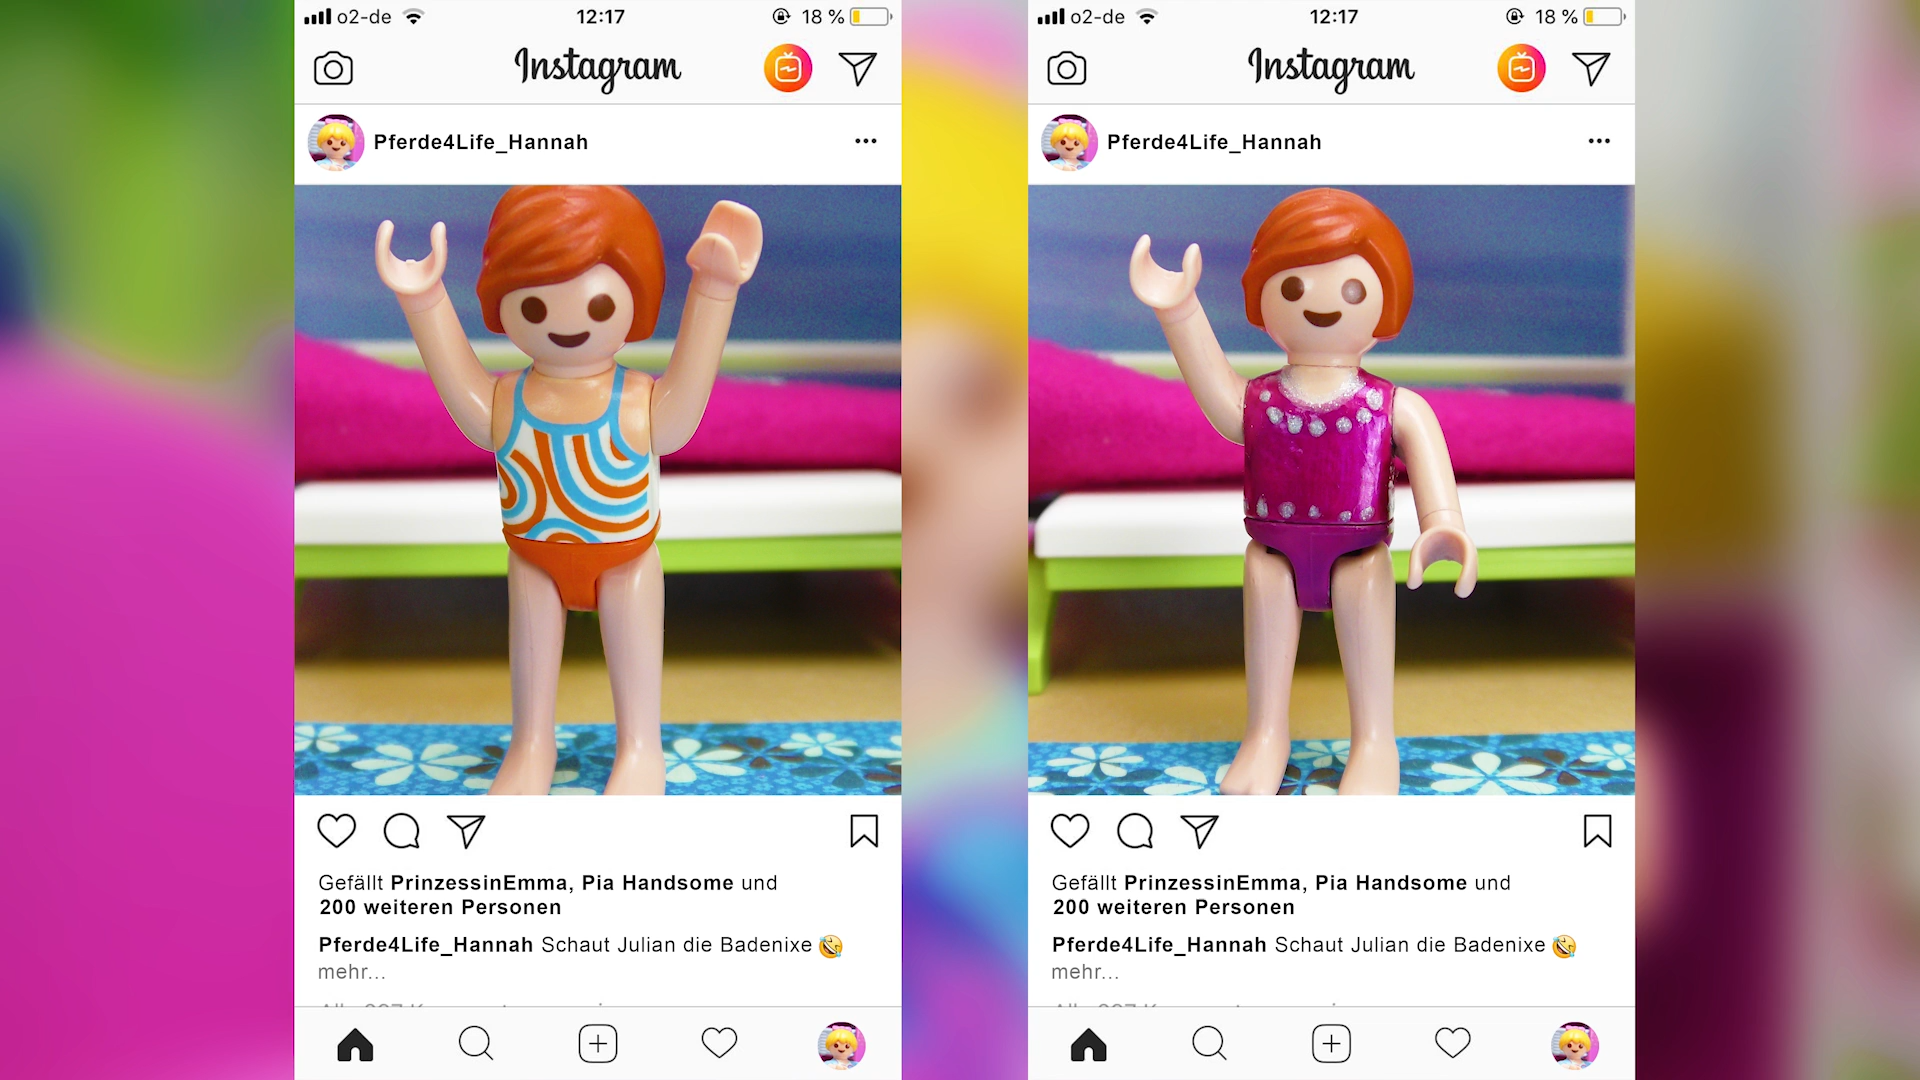 o2-de 12:17 18 %
Instagram
Pferde4Life_Hannah
Gefällt PrinzessinEmma, Pia Handsome und
200 weiteren Personen
Pferde4Life_Hannah Schaut Julian die Badenixe 🤣
mehr...
o2-de 12:17 18 %
Instagram
Pferde4Life_Hannah
Gefällt PrinzessinEmma, Pia Handsome und
200 weiteren Personen
Pferde4Life_Hannah Schaut Julian die Badenixe 🤣
mehr...